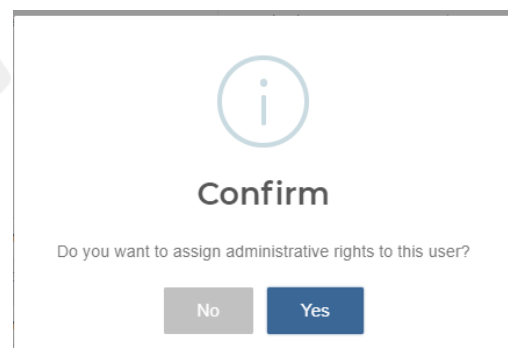 Confirm
Do you want to assign administrative rights to this user?
No Yes